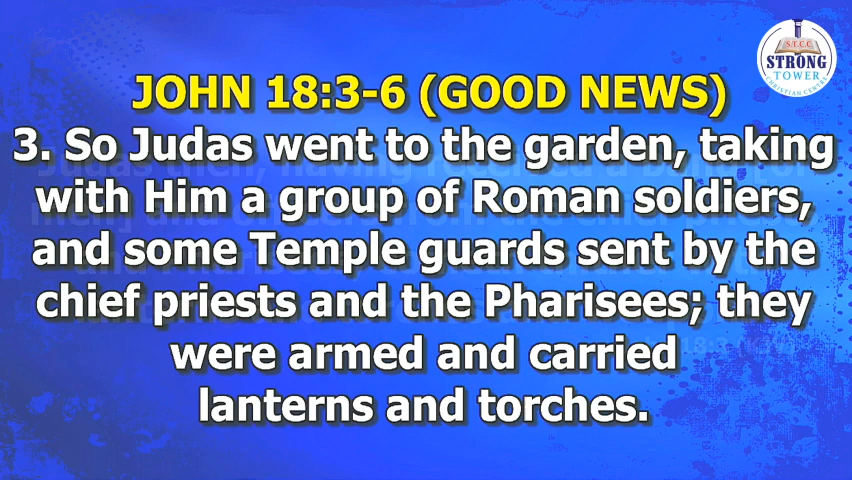 S.T.C.C
STRONG
TOWER
CHRISTIAN CENTRE
JOHN 18:3-6 (GOOD NEWS)
3. So Judas went to the garden, taking
with Him a group of Roman soldiers,
and some Temple guards sent by the
chief priests and the Pharisees; they
were armed and carried
lanterns and torches.